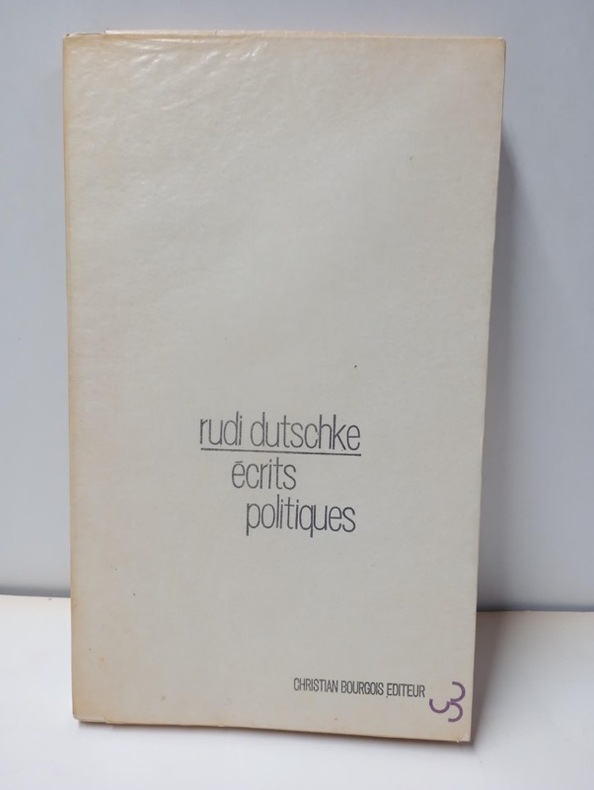 rudi dutschke
écrits
politiques
CHRISTIAN BOURGOIS EDITEUR